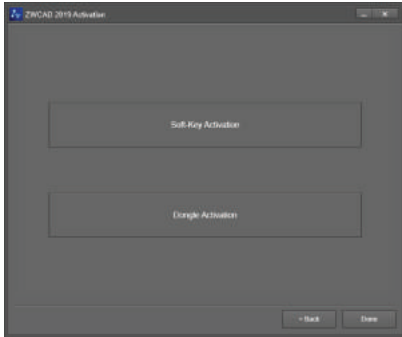 ZWCAD 2019 Activation
Soft-Key Activation
Dongle Activation
< Back
Done